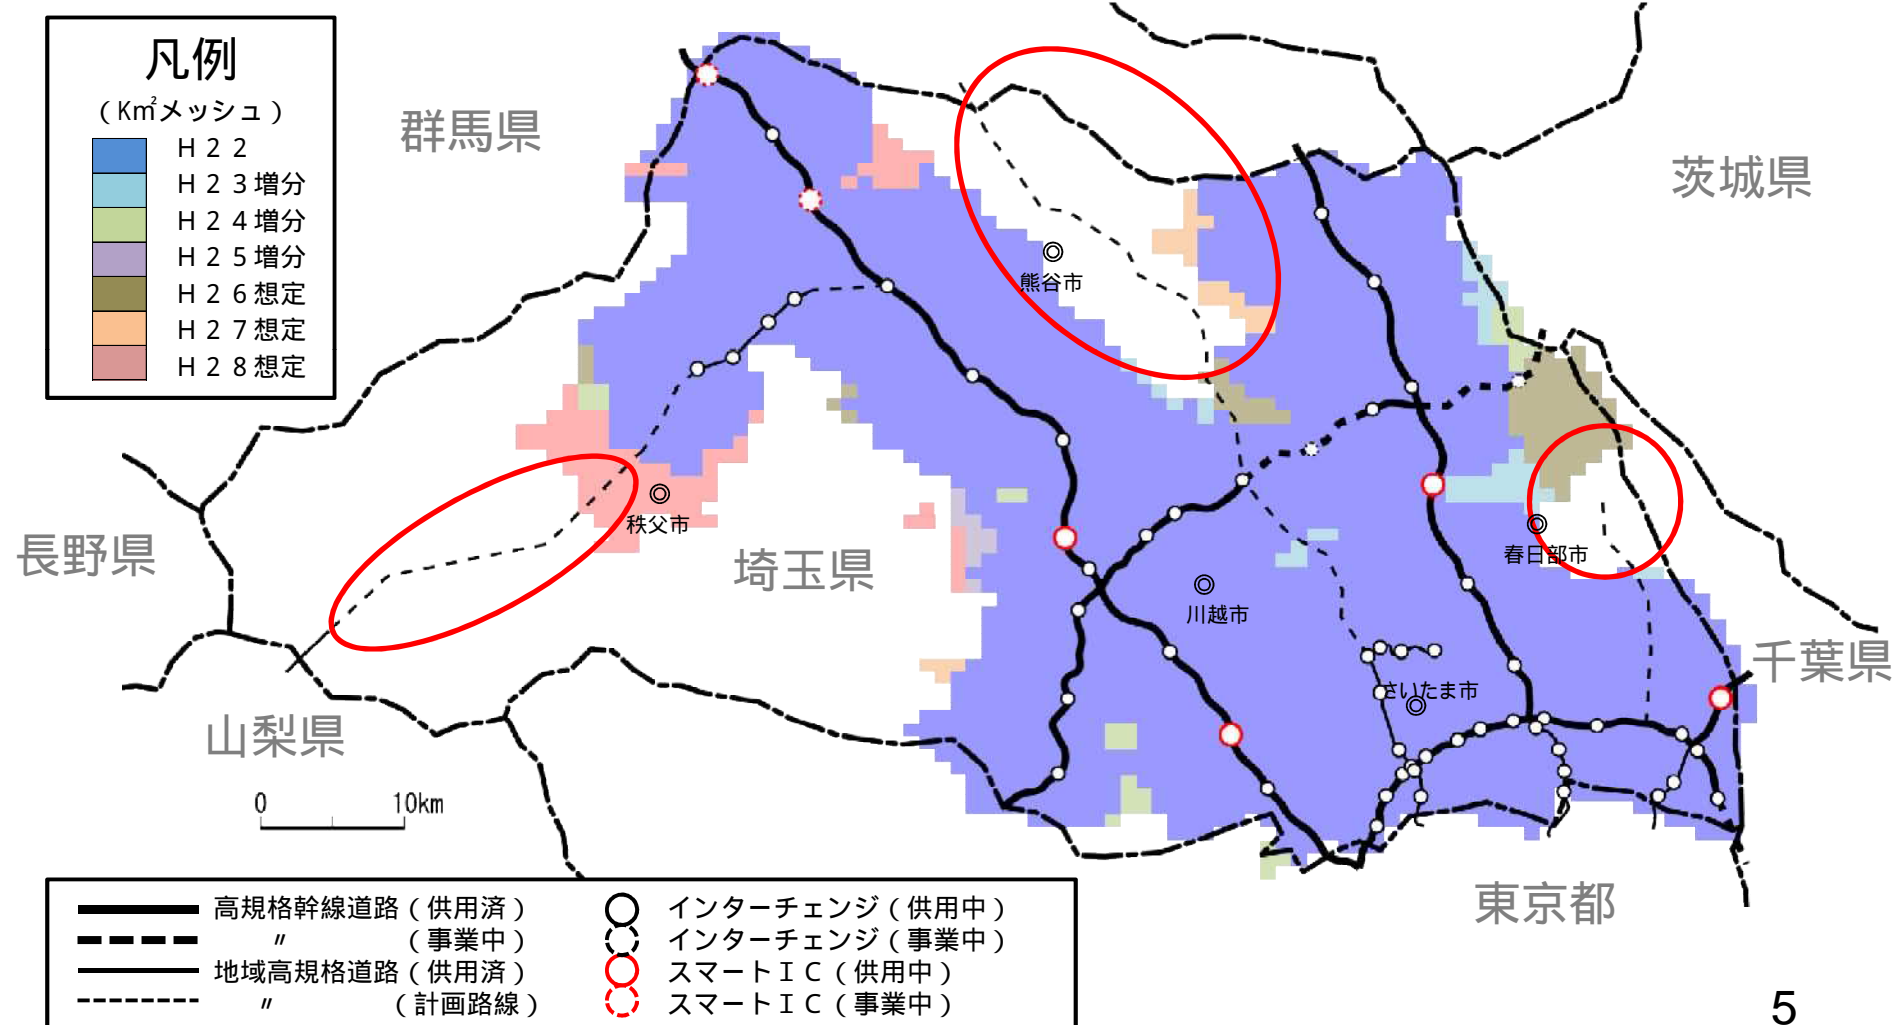 凡例
（Km²メッシュ）
Ｈ２２
Ｈ２３増分
Ｈ２４増分
Ｈ２５増分
Ｈ２６想定
Ｈ２７想定
Ｈ２８想定
群馬県
茨城県
熊谷市
長野県
秩父市
埼玉県
春日部市
川越市
千葉県
さいたま市
山梨県
0 10km
東京都
高規格幹線道路（供用済）
〃（事業中）
地域高規格道路（供用済）
〃（計画路線）
インターチェンジ（供用中）
インターチェンジ（事業中）
スマートＩＣ（供用中）
スマートＩＣ（事業中）
5